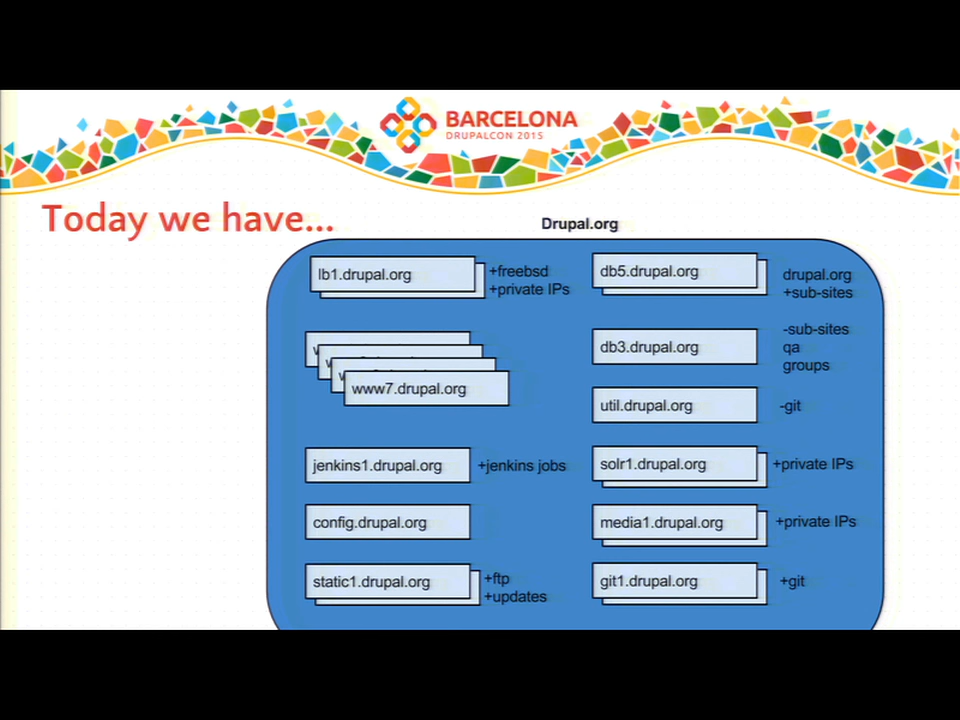 BARCELONA
DRUPALCON 2015
Today we have...
Drupal.org
lb1.drupal.org
+freebsd
+private IPs
db5.drupal.org
drupal.org
+sub-sites
www7.drupal.org
db3.drupal.org
-sub-sites
qa
groups
util.drupal.org
-git
jenkins1.drupal.org
+jenkins jobs
solr1.drupal.org
+private IPs
config.drupal.org
media1.drupal.org
+private IPs
static1.drupal.org
+ftp
+updates
git1.drupal.org
+git